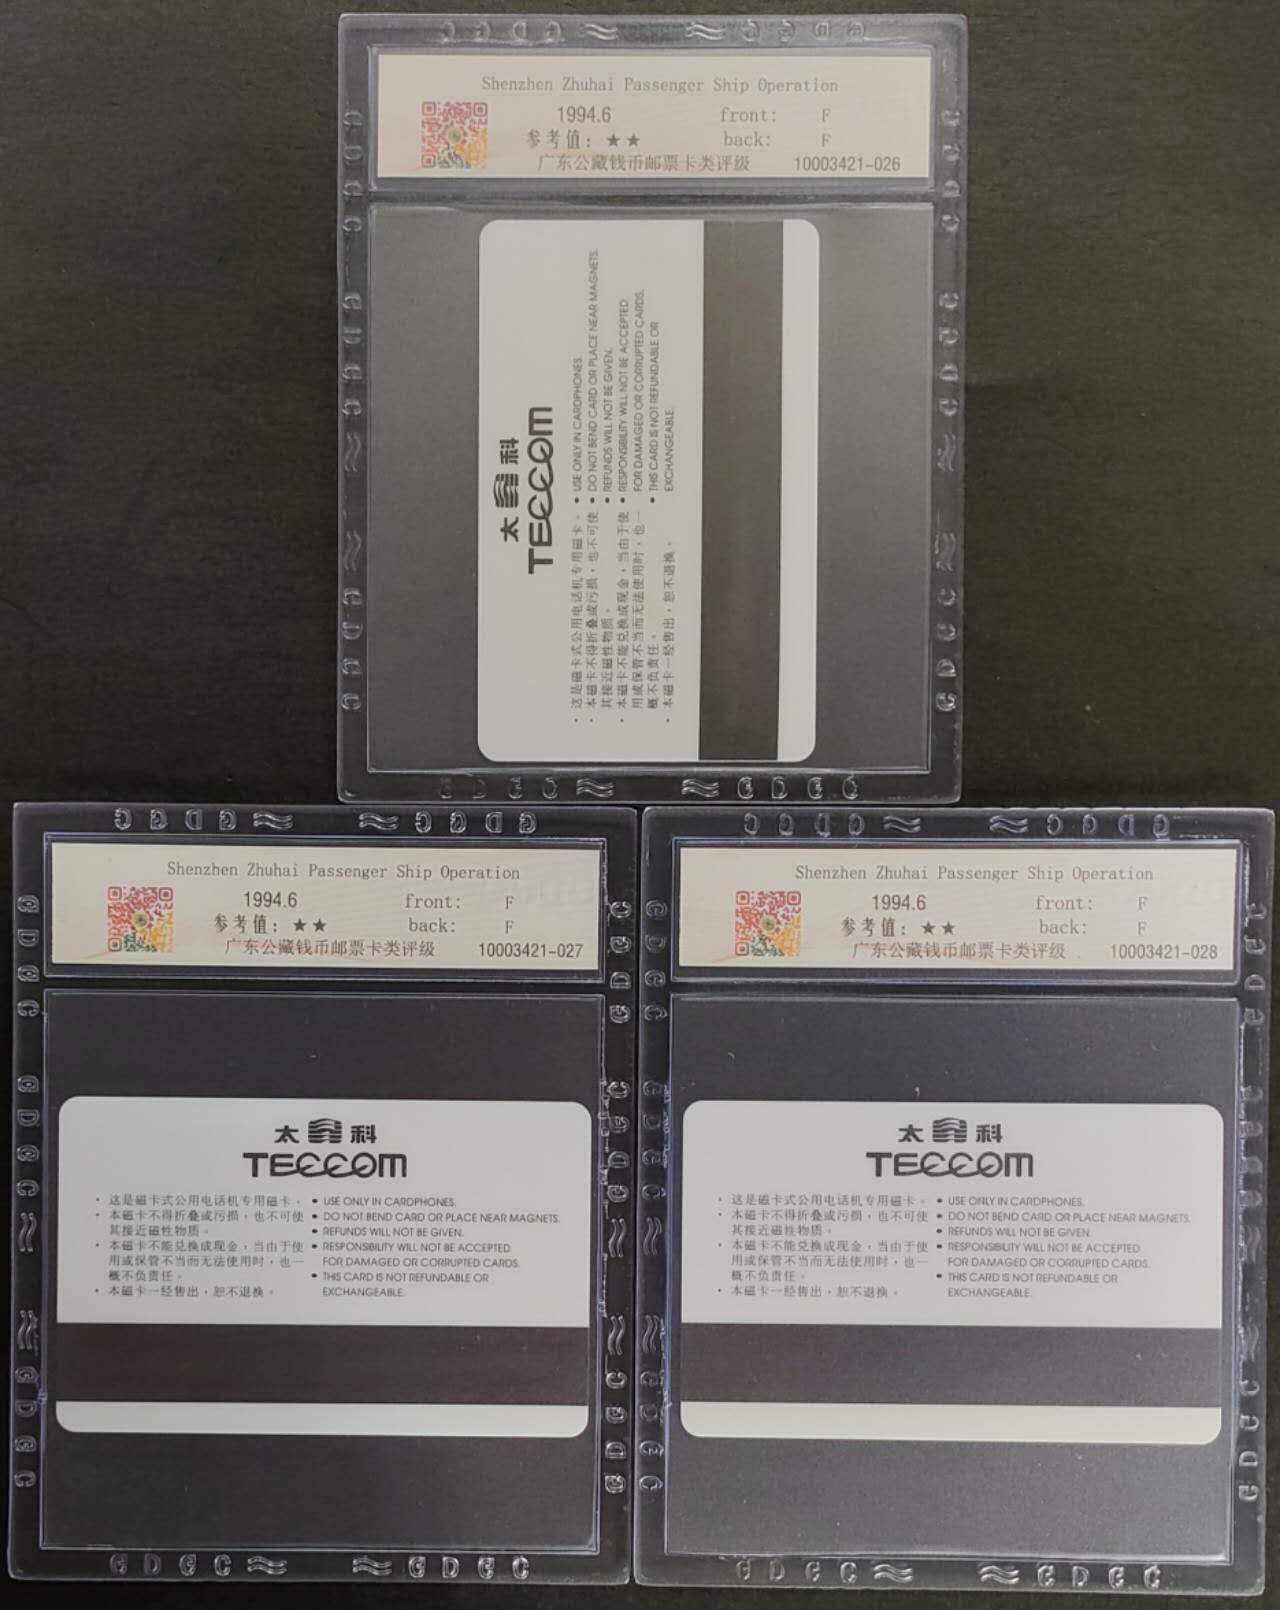 Shenzhen Zhuhai Passenger Ship Operation
1994.6 front: F
参考值: ★★ back: F
广东公藏钱币邮票卡类评级 10003421-026
太 科
TECCOM
· 这是磁卡式公用电话机专用磁卡。
· 本磁卡不得折叠或污损，也不可使
其接近磁性物质。
· 本磁卡不能兑换成现金，当由于使
用或保管不当而无法使用时，也一
概不负责任。
· 本磁卡一经售出，恕不退换。
• USE ONLY IN CARDPHONES.
• DO NOT BEND CARD OR PLACE NEAR MAGNETS.
• REFUNDS WILL NOT BE GIVEN.
• RESPONSIBILITY WILL NOT BE ACCEPTED
FOR DAMAGED OR CORRUPTED CARDS.
• THIS CARD IS NOT REFUNDABLE OR
EXCHANGEABLE.
Shenzhen Zhuhai Passenger Ship Operation
1994.6 front: F
参考值: ★★ back: F
广东公藏钱币邮票卡类评级 10003421-027
太 科
TECCOM
· 这是磁卡式公用电话机专用磁卡。
· 本磁卡不得折叠或污损，也不可使
其接近磁性物质。
· 本磁卡不能兑换成现金，当由于使
用或保管不当而无法使用时，也一
概不负责任。
· 本磁卡一经售出，恕不退换。
• USE ONLY IN CARDPHONES.
• DO NOT BEND CARD OR PLACE NEAR MAGNETS.
• REFUNDS WILL NOT BE GIVEN.
• RESPONSIBILITY WILL NOT BE ACCEPTED
FOR DAMAGED OR CORRUPTED CARDS.
• THIS CARD IS NOT REFUNDABLE OR
EXCHANGEABLE.
Shenzhen Zhuhai Passenger Ship Operation
1994.6 front: F
参考值: ★★ back: F
广东公藏钱币邮票卡类评级 10003421-028
太 科
TECCOM
· 这是磁卡式公用电话机专用磁卡。
· 本磁卡不得折叠或污损，也不可使
其接近磁性物质。
· 本磁卡不能兑换成现金，当由于使
用或保管不当而无法使用时，也一
概不负责任。
· 本磁卡一经售出，恕不退换。
• USE ONLY IN CARDPHONES.
• DO NOT BEND CARD OR PLACE NEAR MAGNETS.
• REFUNDS WILL NOT BE GIVEN.
• RESPONSIBILITY WILL NOT BE ACCEPTED
FOR DAMAGED OR CORRUPTED CARDS.
• THIS CARD IS NOT REFUNDABLE OR
EXCHANGEABLE.